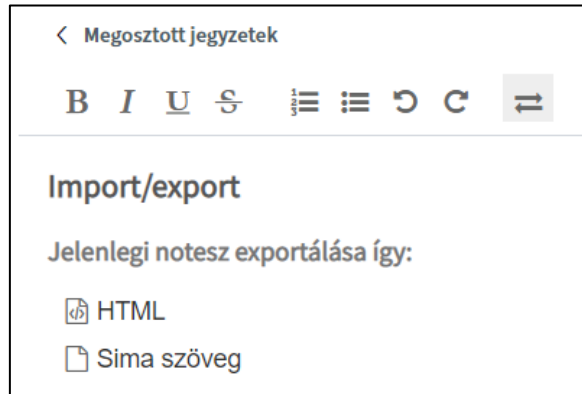 Megosztott jegyzetek
B I U S
Import/export
Jelenlegi notesz exportálása így:
HTML
Sima szöveg